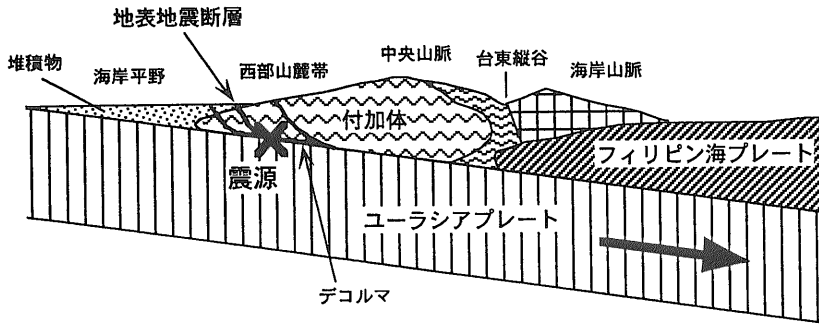 地表地震断層
堆積物
海岸平野
西部山麓帯
中央山脈
台東縦谷
海岸山脈
付加体
フィリピン海プレート
震源
ユーラシアプレート
デコルマ